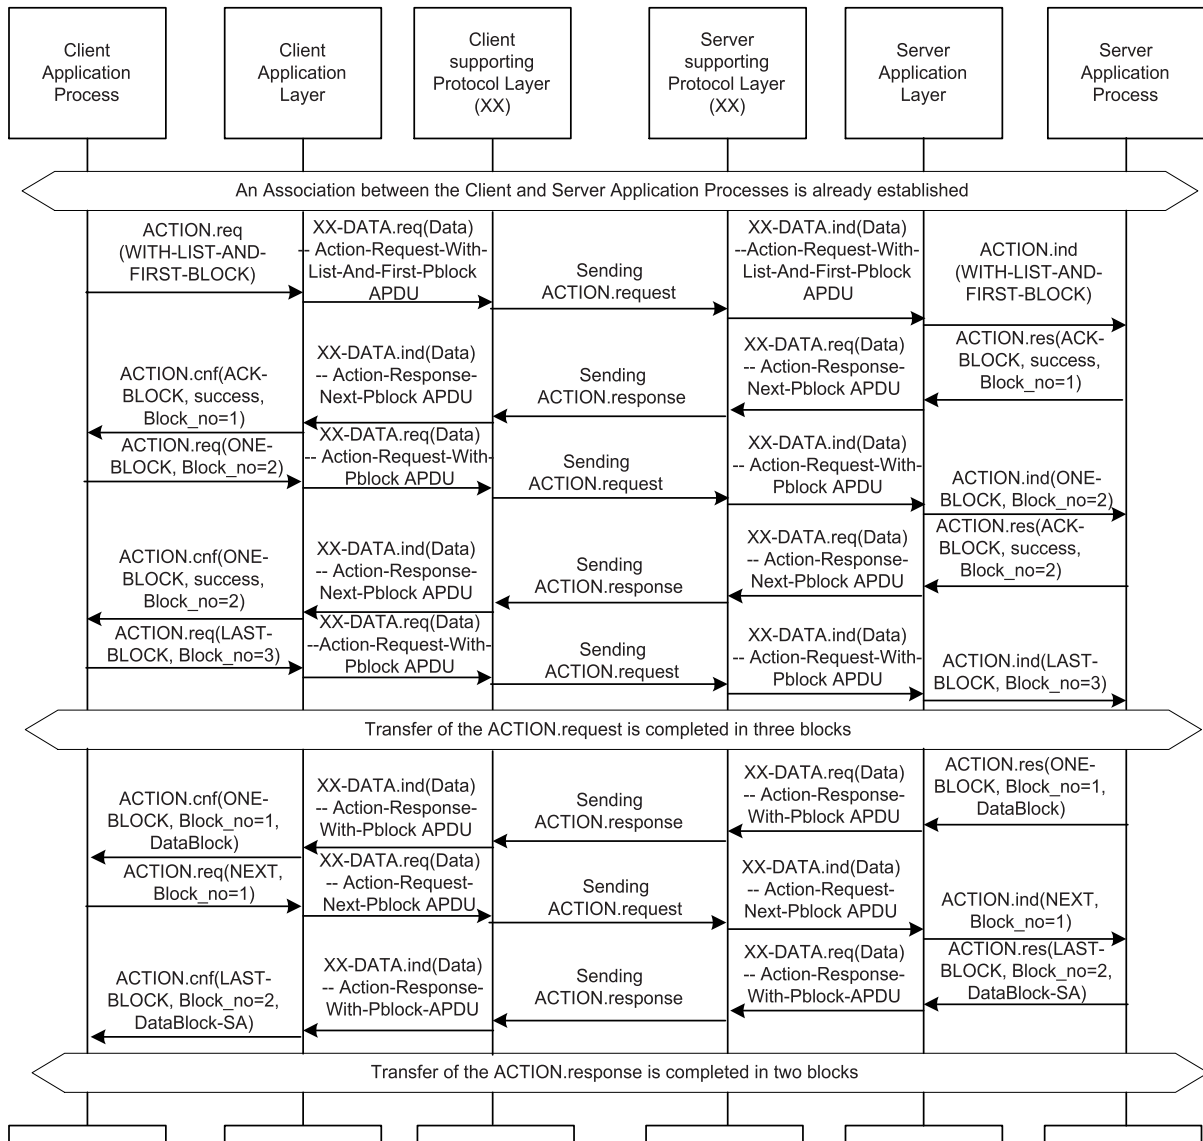 Client
Application
Process
Client
Application
Layer
Client
supporting
Protocol Layer
(XX)
Server
supporting
Protocol Layer
(XX)
Server
Application
Layer
Server
Application
Process
An Association between the Client and Server Application Processes is already established
ACTION.req
(WITH-LIST-AND-
FIRST-BLOCK)
XX-DATA.req(Data)
-- Action-Request-With-
List-And-First-Pblock
APDU
Sending
ACTION.request
XX-DATA.ind(Data)
--Action-Request-With-
List-And-First-Pblock
APDU
ACTION.ind
(WITH-LIST-AND-
FIRST-BLOCK)
ACTION.res(ACK-
BLOCK, success,
Block_no=1)
XX-DATA.req(Data)
-- Action-Response-
Next-Pblock APDU
Sending
ACTION.response
XX-DATA.ind(Data)
-- Action-Response-
Next-Pblock APDU
ACTION.cnf(ACK-
BLOCK, success,
Block_no=1)
ACTION.req(ONE-
BLOCK, Block_no=2)
XX-DATA.req(Data)
-- Action-Request-With-
Pblock APDU
Sending
ACTION.request
XX-DATA.ind(Data)
-- Action-Request-With-
Pblock APDU
ACTION.ind(ONE-
BLOCK, Block_no=2)
ACTION.res(ACK-
BLOCK, success,
Block_no=2)
XX-DATA.req(Data)
-- Action-Response-
Next-Pblock APDU
Sending
ACTION.response
XX-DATA.ind(Data)
-- Action-Response-
Next-Pblock APDU
ACTION.cnf(ONE-
BLOCK, success,
Block_no=2)
ACTION.req(LAST-
BLOCK, Block_no=3)
XX-DATA.req(Data)
--Action-Request-With-
Pblock APDU
Sending
ACTION.request
XX-DATA.ind(Data)
-- Action-Request-With-
Pblock APDU
ACTION.ind(LAST-
BLOCK, Block_no=3)
Transfer of the ACTION.request is completed in three blocks
ACTION.res(ONE-
BLOCK, Block_no=1,
DataBlock)
XX-DATA.req(Data)
-- Action-Response-
With-Pblock APDU
Sending
ACTION.response
XX-DATA.ind(Data)
-- Action-Response-
With-Pblock APDU
ACTION.cnf(ONE-
BLOCK, Block_no=1,
DataBlock)
ACTION.req(NEXT,
Block_no=1)
XX-DATA.req(Data)
-- Action-Request-
Next-Pblock APDU
Sending
ACTION.request
XX-DATA.ind(Data)
-- Action-Request-
Next-Pblock APDU
ACTION.ind(NEXT,
Block_no=1)
ACTION.res(LAST-
BLOCK, Block_no=2,
DataBlock-SA)
XX-DATA.req(Data)
-- Action-Response-
With-Pblock-APDU
Sending
ACTION.response
XX-DATA.ind(Data)
-- Action-Response-
With-Pblock-APDU
ACTION.cnf(LAST-
BLOCK, Block_no=2,
DataBlock-SA)
Transfer of the ACTION.response is completed in two blocks